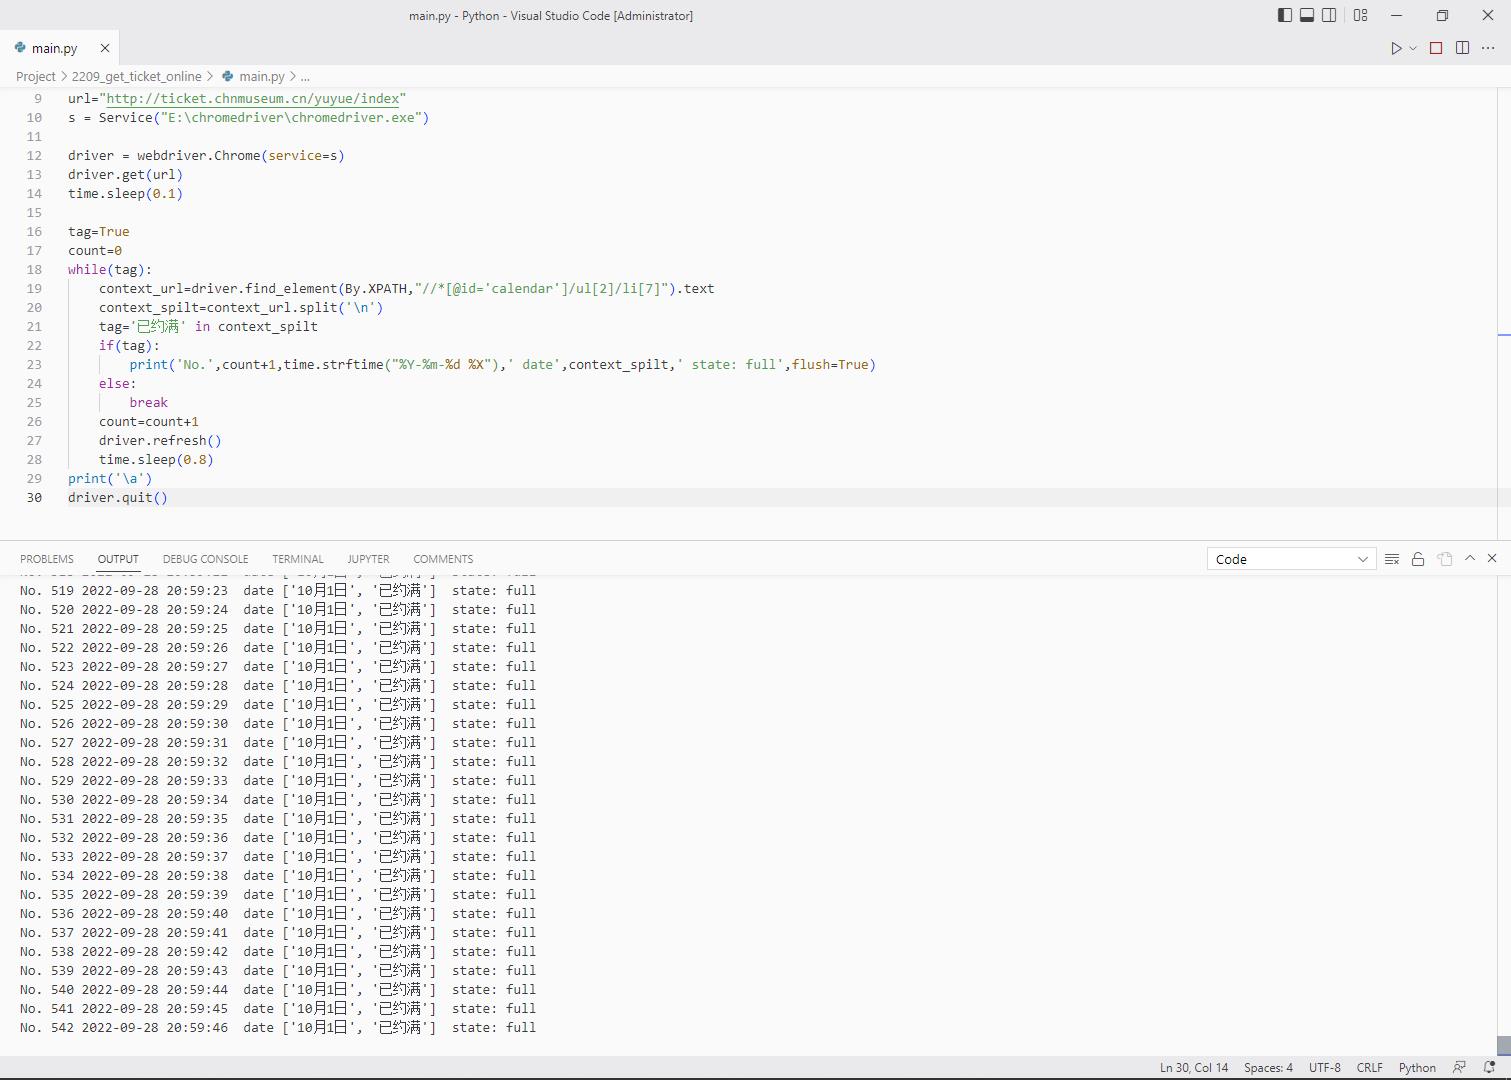 main.py - Python - Visual Studio Code [Administrator]
main.py
Project > 2209_get_ticket_online > main.py > ...
9 url="http://ticket.chnmuseum.cn/yuyue/index"
10 s = Service("E:\chromedriver\chromedriver.exe")
11
12 driver = webdriver.Chrome(service=s)
13 driver.get(url)
14 time.sleep(0.1)
15
16 tag=True
17 count=0
18 while(tag):
19 context_url=driver.find_element(By.XPATH,"//*[@id='calendar']/ul[2]/li[7]").text
20 context_spilt=context_url.split('\n')
21 tag='已约满' in context_spilt
22 if(tag):
23 print('No.',count+1,time.strftime("%Y-%m-%d %X"),' date',context_spilt,' state: full',flush=True)
24 else:
25 break
26 count=count+1
27 driver.refresh()
28 time.sleep(0.8)
29 print('\a')
30 driver.quit()
PROBLEMS OUTPUT DEBUG CONSOLE TERMINAL JUPYTER COMMENTS Code
No. 519 2022-09-28 20:59:23  date ['10月1日', '已约满']  state: full
No. 520 2022-09-28 20:59:24  date ['10月1日', '已约满']  state: full
No. 521 2022-09-28 20:59:25  date ['10月1日', '已约满']  state: full
No. 522 2022-09-28 20:59:26  date ['10月1日', '已约满']  state: full
No. 523 2022-09-28 20:59:27  date ['10月1日', '已约满']  state: full
No. 524 2022-09-28 20:59:28  date ['10月1日', '已约满']  state: full
No. 525 2022-09-28 20:59:29  date ['10月1日', '已约满']  state: full
No. 526 2022-09-28 20:59:30  date ['10月1日', '已约满']  state: full
No. 527 2022-09-28 20:59:31  date ['10月1日', '已约满']  state: full
No. 528 2022-09-28 20:59:32  date ['10月1日', '已约满']  state: full
No. 529 2022-09-28 20:59:33  date ['10月1日', '已约满']  state: full
No. 530 2022-09-28 20:59:34  date ['10月1日', '已约满']  state: full
No. 531 2022-09-28 20:59:35  date ['10月1日', '已约满']  state: full
No. 532 2022-09-28 20:59:36  date ['10月1日', '已约满']  state: full
No. 533 2022-09-28 20:59:37  date ['10月1日', '已约满']  state: full
No. 534 2022-09-28 20:59:38  date ['10月1日', '已约满']  state: full
No. 535 2022-09-28 20:59:39  date ['10月1日', '已约满']  state: full
No. 536 2022-09-28 20:59:40  date ['10月1日', '已约满']  state: full
No. 537 2022-09-28 20:59:41  date ['10月1日', '已约满']  state: full
No. 538 2022-09-28 20:59:42  date ['10月1日', '已约满']  state: full
No. 539 2022-09-28 20:59:43  date ['10月1日', '已约满']  state: full
No. 540 2022-09-28 20:59:44  date ['10月1日', '已约满']  state: full
No. 541 2022-09-28 20:59:45  date ['10月1日', '已约满']  state: full
No. 542 2022-09-28 20:59:46  date ['10月1日', '已约满']  state: full
Ln 30, Col 14 Spaces: 4 UTF-8 CRLF Python